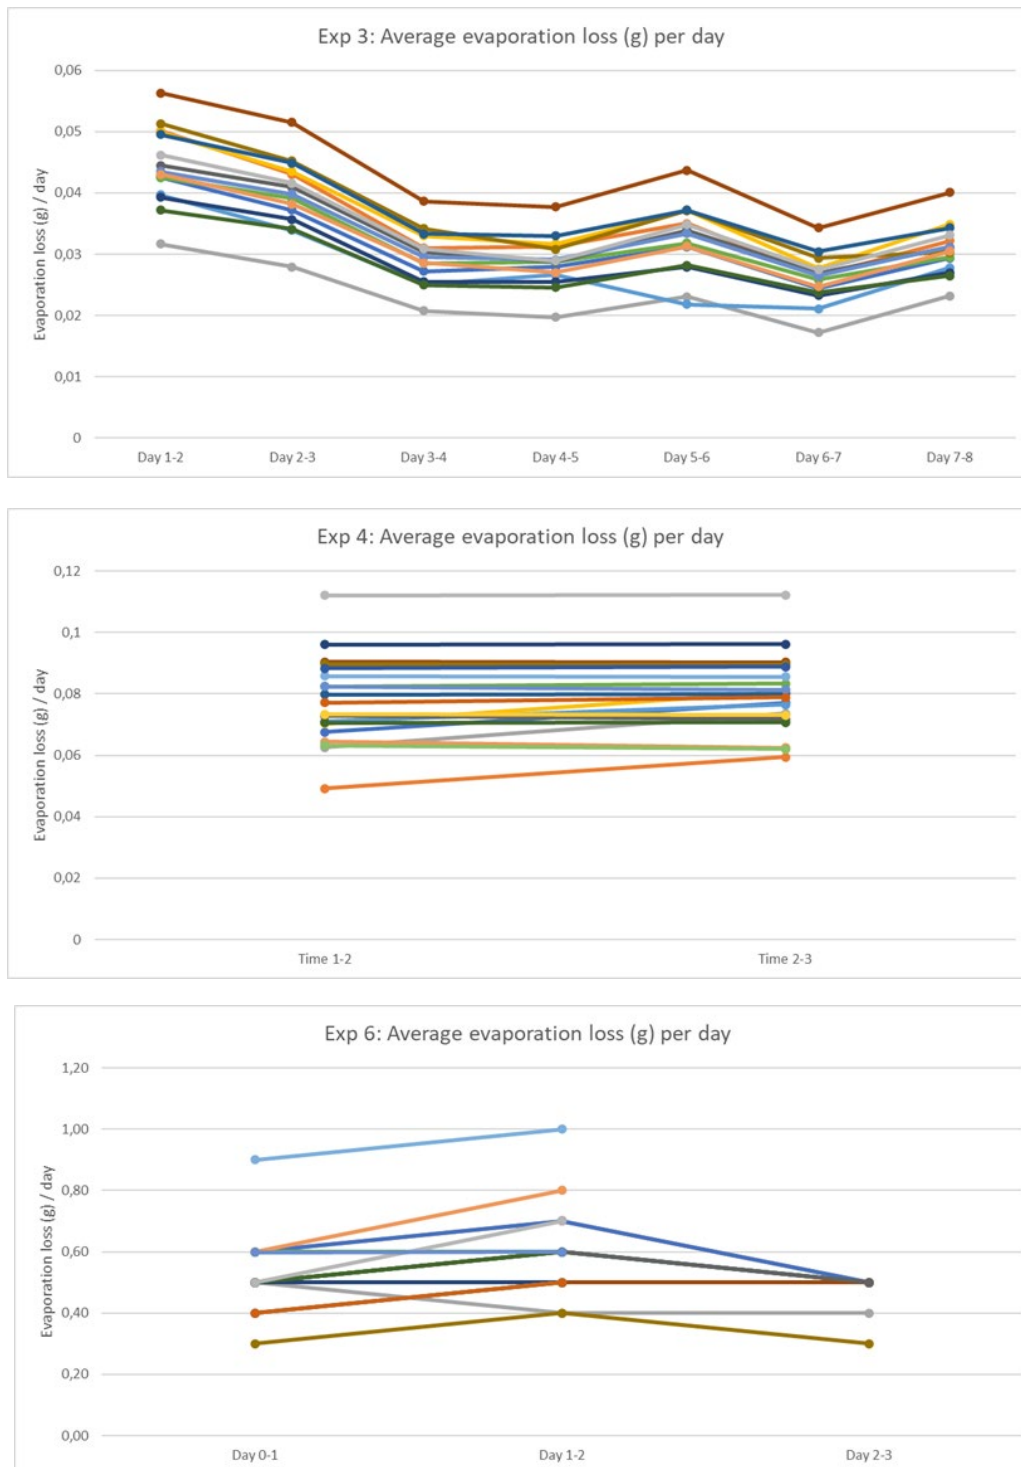 Exp 3: Average evaporation loss (g) per day
Evaporation loss (g) / day
0,06
0,05
0,04
0,03
0,02
0,01
0
Day 1-2 Day 2-3 Day 3-4 Day 4-5 Day 5-6 Day 6-7 Day 7-8
Exp 4: Average evaporation loss (g) per day
Evaporation loss (g) / day
0,12
0,1
0,08
0,06
0,04
0,02
0
Time 1-2 Time 2-3
Exp 6: Average evaporation loss (g) per day
Evaporation loss (g) / day
1,20
1,00
0,80
0,60
0,40
0,20
0,00
Day 0-1 Day 1-2 Day 2-3